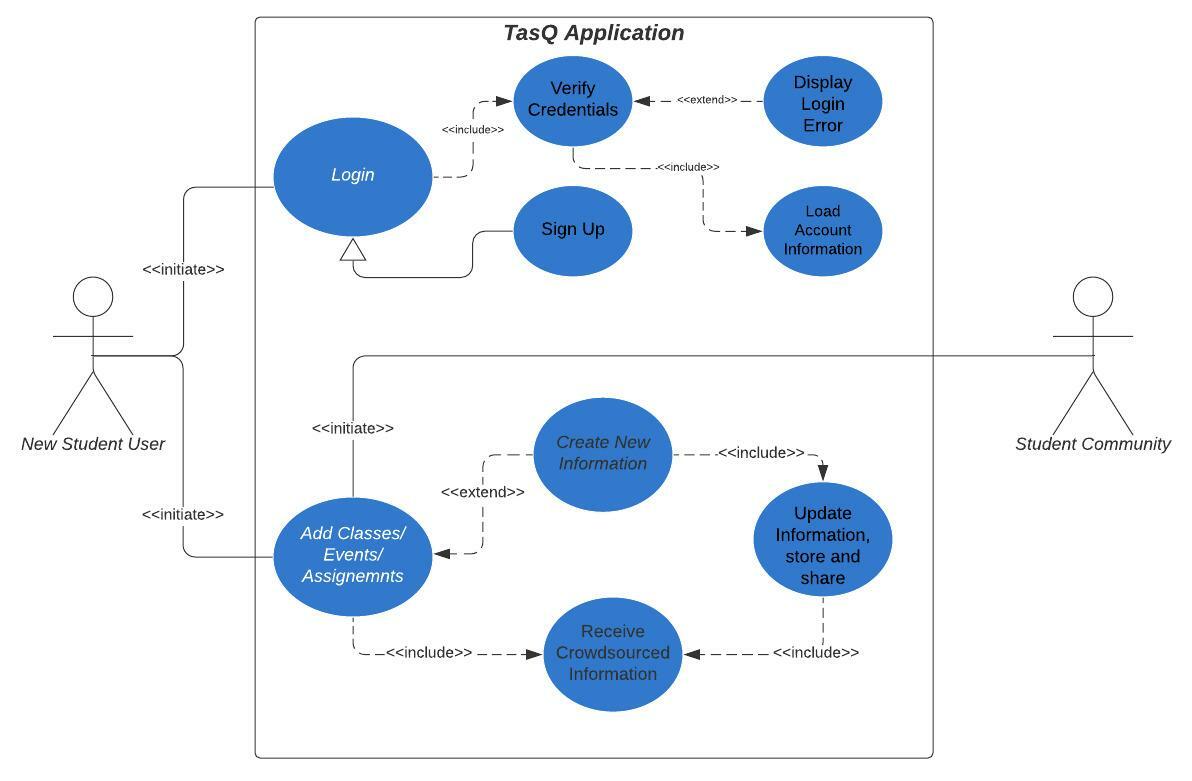 TasQ Application
Verify
Credentials
<<extend>>
Display
Login
Error
<<include>>
Login
<<include>>
Sign Up
Load
Account
Information
<<initiate>>
New Student User
Student Community
<<initiate>>
Create New
Information
<<include>>
<<extend>>
<<initiate>>
Add Classes/
Events/
Assignemnts
Update
Information,
store and
share
<<include>>
Receive
Crowdsourced
Information
<<include>>